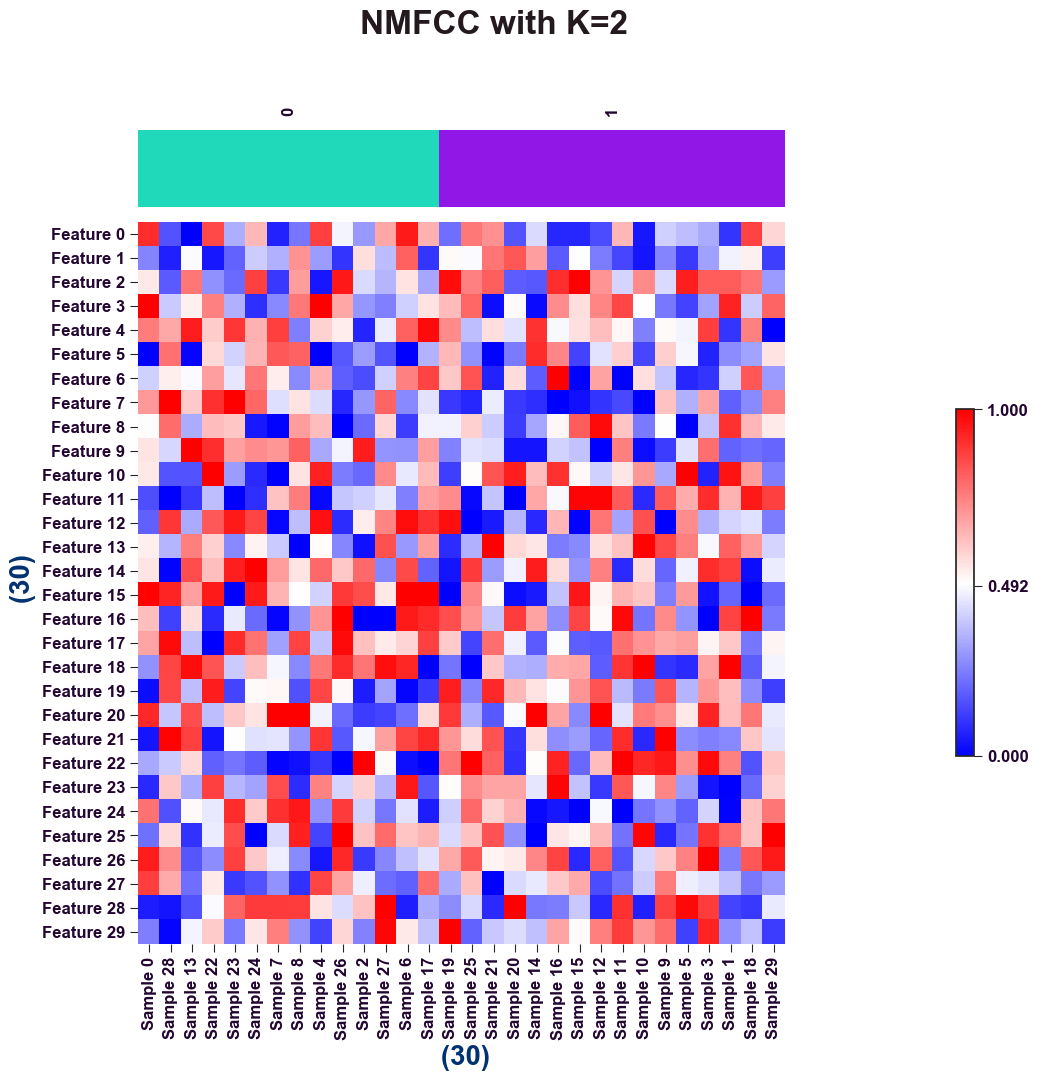 NMFCC with K=2
0
1
Feature 0
Feature 1
Feature 2
Feature 3
Feature 4
Feature 5
Feature 6
Feature 7
Feature 8
Feature 9
Feature 10
Feature 11
Feature 12
Feature 13
Feature 14
Feature 15
Feature 16
Feature 17
Feature 18
Feature 19
Feature 20
Feature 21
Feature 22
Feature 23
Feature 24
Feature 25
Feature 26
Feature 27
Feature 28
Feature 29
(30)
1.000
0.492
0.000
Sample 0
Sample 28
Sample 13
Sample 22
Sample 23
Sample 24
Sample 7
Sample 8
Sample 4
Sample 26
Sample 2
Sample 27
Sample 6
Sample 17
Sample 19
Sample 25
Sample 21
Sample 20
Sample 14
Sample 16
Sample 15
Sample 12
Sample 11
Sample 10
Sample 9
Sample 5
Sample 3
Sample 1
Sample 18
Sample 29
(30)